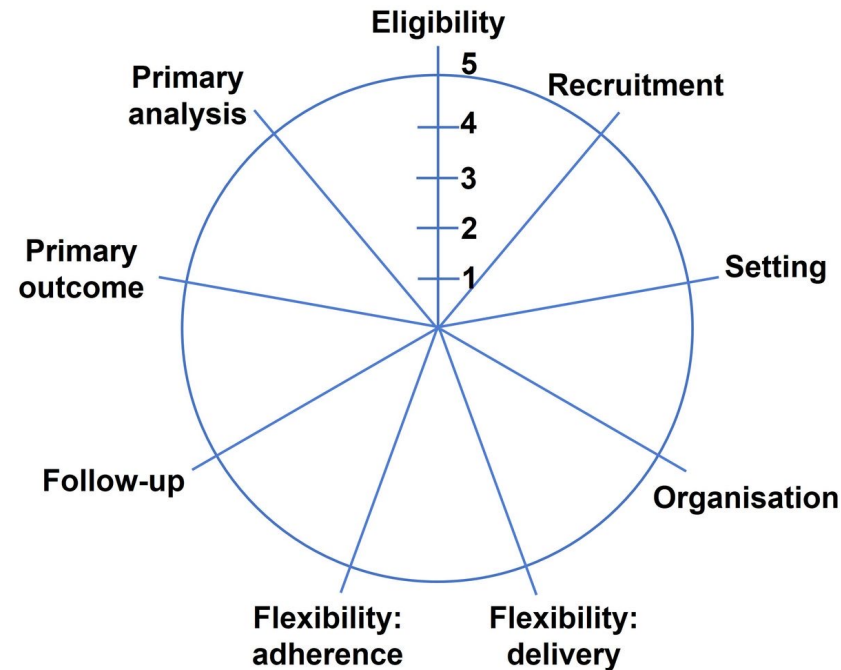 Eligibility
5
Recruitment
4
3
2
1
Setting
Organisation
Flexibility:
delivery
Flexibility:
adherence
Follow-up
Primary
outcome
Primary
analysis